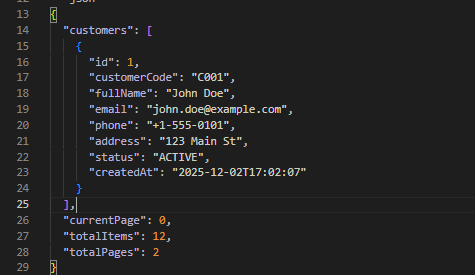 json
13 {
14 "customers": [
15 {
16 "id": 1,
17 "customerCode": "C001",
18 "fullName": "John Doe",
19 "email": "john.doe@example.com",
20 "phone": "+1-555-0101",
21 "address": "123 Main St",
22 "status": "ACTIVE",
23 "createdAt": "2025-12-02T17:02:07"
24 }
25 ],
26 "currentPage": 0,
27 "totalItems": 12,
28 "totalPages": 2
29 }